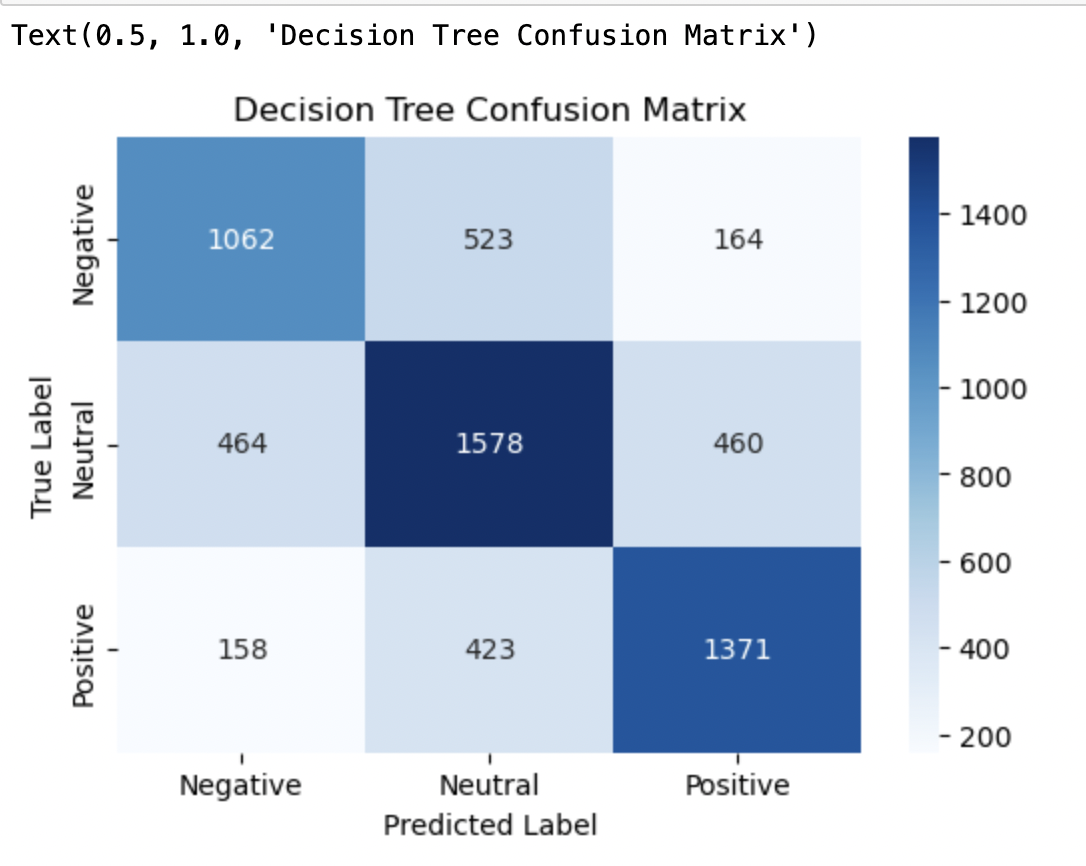 Text(0.5, 1.0, 'Decision Tree Confusion Matrix')
Decision Tree Confusion Matrix
True Label
Negative
Neutral
Positive
1062 523 164
464 1578 460
158 423 1371
Negative Neutral Positive
Predicted Label
1400
1200
1000
800
600
400
200